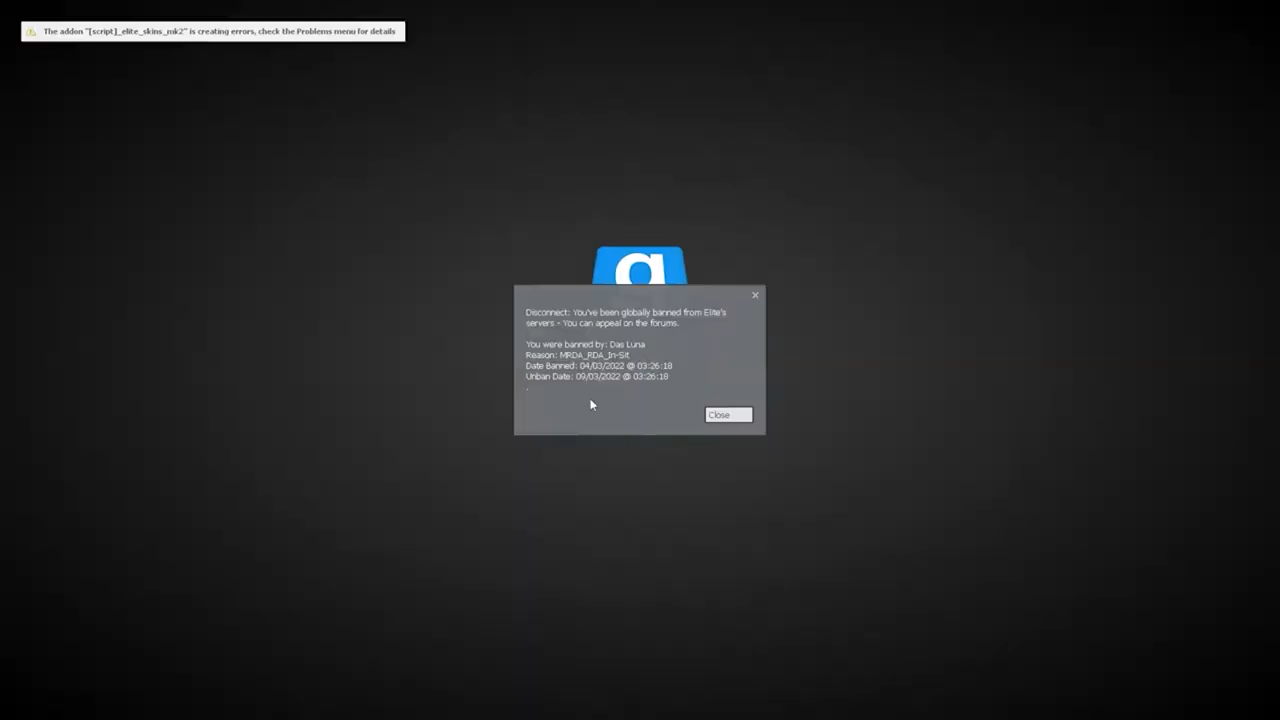 The addon "[script]_elite_skins_mk2" is creating errors, check the Problems menu for details
g
Disconnect: You've been globally banned from Elite's
servers - You can appeal on the forums.
You were banned by: Das Luna
Reason: MRDA_RDA_In-Sit
Date Banned: 04/03/2022 @ 03:26:18
Unban Date: 09/03/2022 @ 03:26:18
.
Close